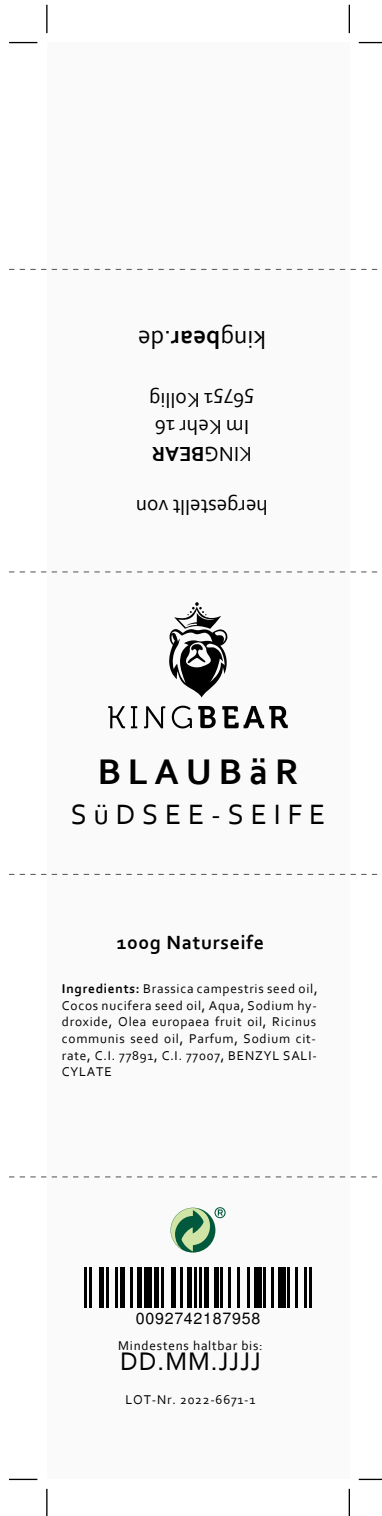 hergestellt von
KINGBEAR
Im Kehr 16
56751 Kollig
kingbear.de
KINGBEAR
BLAUBäR
SüDSEE-SEIFE
100g Naturseife
Ingredients: Brassica campestris seed oil,
Cocos nucifera seed oil, Aqua, Sodium hy-
droxide, Olea europaea fruit oil, Ricinus
communis seed oil, Parfum, Sodium cit-
rate, C.I. 77891, C.I. 77007, BENZYL SALI-
CYLATE
®
0092742187958
Mindestens haltbar bis:
DD.MM.JJJJ
LOT-Nr. 2022-6671-1